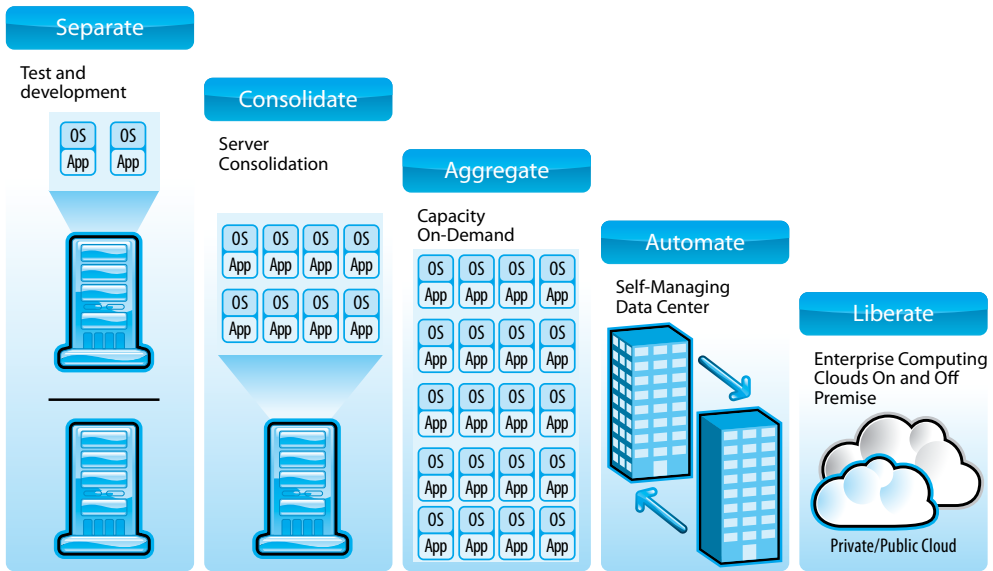 Separate
Test and
development
OS OS
App App
Consolidate
Server
Consolidation
OS OS OS OS
App App App App
OS OS OS OS
App App App App
Aggregate
Capacity
On-Demand
OS OS OS OS
App App App App
OS OS OS OS
App App App App
OS OS OS OS
App App App App
OS OS OS OS
App App App App
OS OS OS OS
App App App App
Automate
Self-Managing
Data Center
Liberate
Enterprise Computing
Clouds On and Off
Premise
Private/Public Cloud